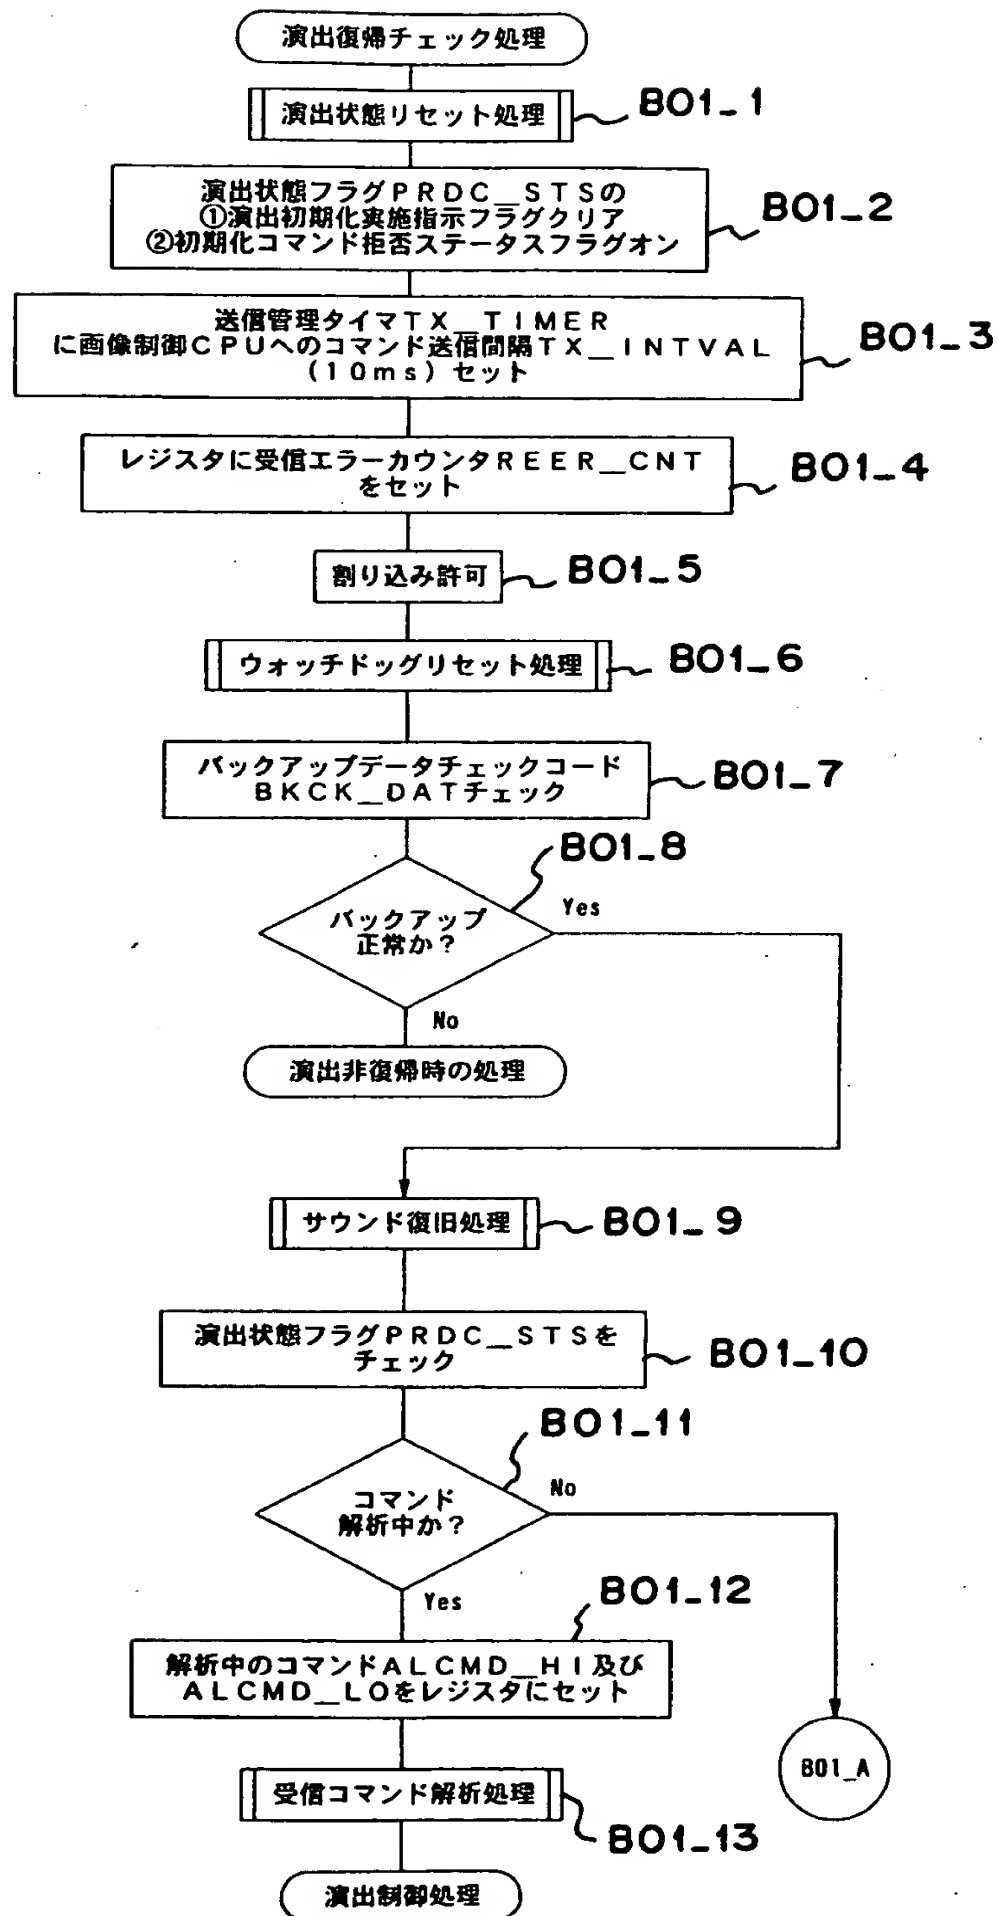 演出復帰チェック処理
演出状態リセット処理
B01_1
演出状態フラグPRDC__STSの
①演出初期化実施指示フラグクリア
②初期化コマンド拒否ステータスフラグオン
B01_2
送信管理タイマTX__TIMER
に画像制御CPUへのコマンド送信間隔TX__INTVAL
(10ms)セット
B01_3
レジスタに受信エラーカウンタREER__CNT
をセット
B01_4
割り込み許可
B01_5
ウォッチドッグリセット処理
B01_6
バックアップデータチェックコード
BKCK__DATチェック
B01_7
B01_8
バックアップ
正常か?
Yes
No
演出非復帰時の処理
サウンド復旧処理
B01_9
演出状態フラグPRDC__STSを
チェック
B01_10
B01_11
コマンド
解析中か?
No
Yes
B01_12
解析中のコマンドALCMD__HI及び
ALCMD__LOをレジスタにセット
B01_A
受信コマンド解析処理
B01_13
演出制御処理